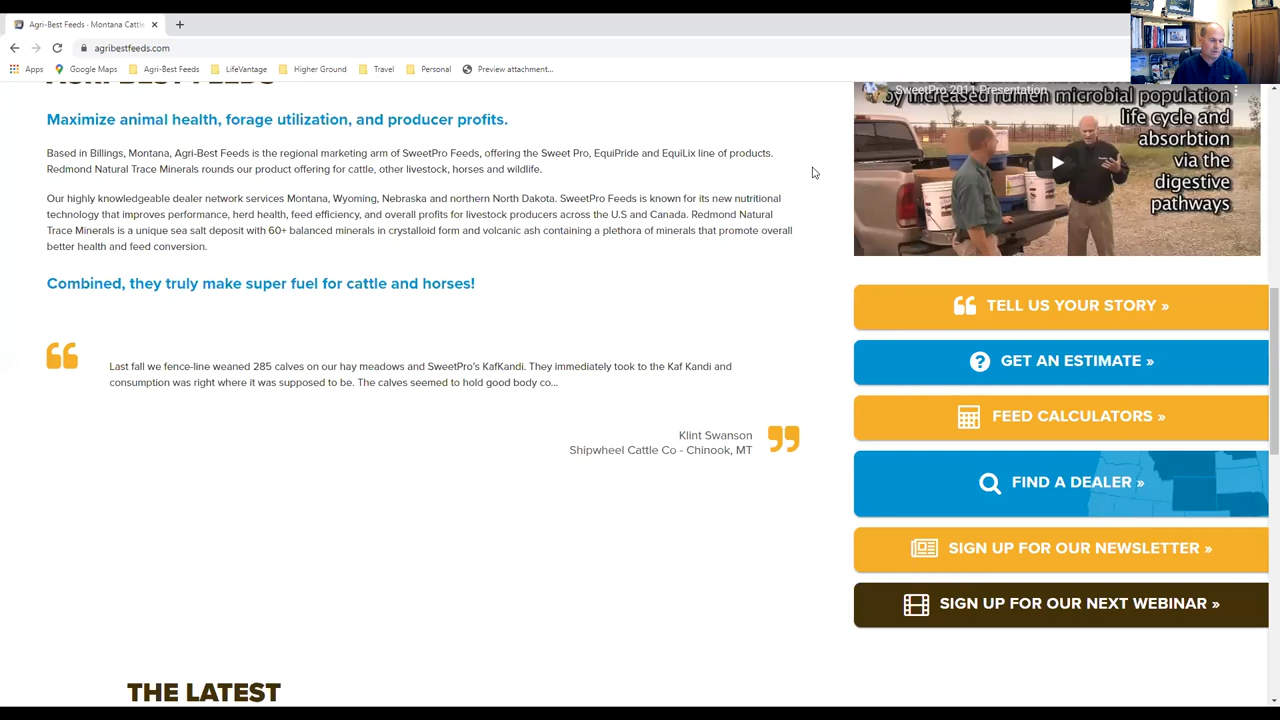 Agri-Best Feeds - Montana Cattl
agribestfeeds.com
Apps
Google Maps
Agri-Best Feeds
LifeVantage
Higher Ground
Travel
Personal
Preview attachment...
AGRI-BEST FEEDS
Maximize animal health, forage utilization, and producer profits.
Based in Billings, Montana, Agri-Best Feeds is the regional marketing arm of SweetPro Feeds, offering the Sweet Pro, EquiPride and EquiLix line of products.
Redmond Natural Trace Minerals rounds our product offering for cattle, other livestock, horses and wildlife.
Our highly knowledgeable dealer network services Montana, Wyoming, Nebraska and northern North Dakota. SweetPro Feeds is known for its new nutritional
technology that improves performance, herd health, feed efficiency, and overall profits for livestock producers across the U.S and Canada. Redmond Natural
Trace Minerals is a unique sea salt deposit with 60+ balanced minerals in crystalloid form and volcanic ash containing a plethora of minerals that promote overall
better health and feed conversion.
Combined, they truly make super fuel for cattle and horses!
Last fall we fence-line weaned 285 calves on our hay meadows and SweetPro's KafKandi. They immediately took to the Kaf Kandi and
consumption was right where it was supposed to be. The calves seemed to hold good body co...
Klint Swanson
Shipwheel Cattle Co - Chinook, MT
THE LATEST
SweetPro 2011 Presentation
by increased rumen microbial population
life cycle and
absorbtion
via the
digestive
pathways
TELL US YOUR STORY »
GET AN ESTIMATE »
FEED CALCULATORS »
FIND A DEALER »
SIGN UP FOR OUR NEWSLETTER »
SIGN UP FOR OUR NEXT WEBINAR »